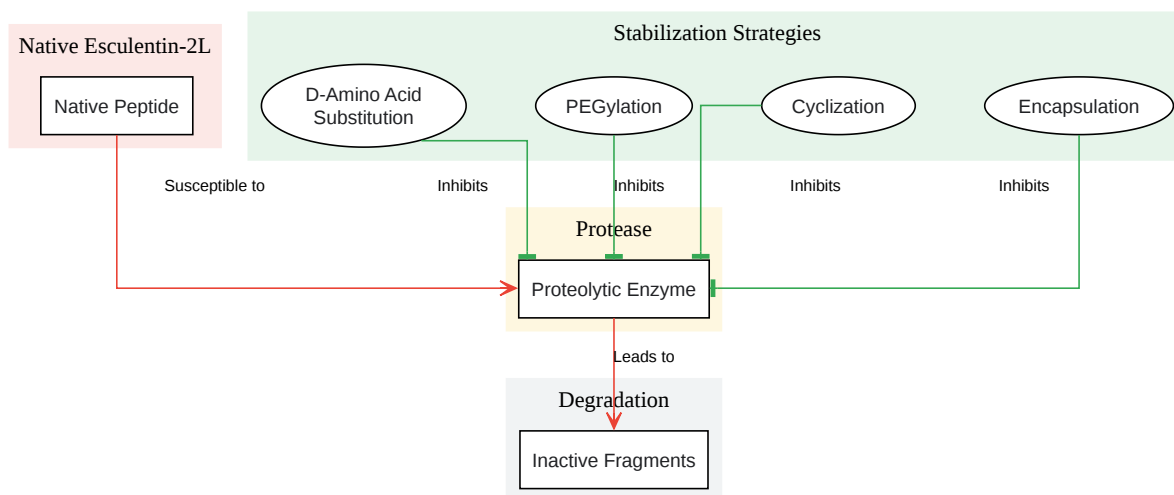 Native Esculentin-2L
Stabilization Strategies
Native Peptide
D-Amino Acid
Substitution
PEGylation
Cyclization
Encapsulation
Susceptible to
Inhibits
Inhibits
Inhibits
Inhibits
Protease
Proteolytic Enzyme
Leads to
Degradation
Inactive Fragments